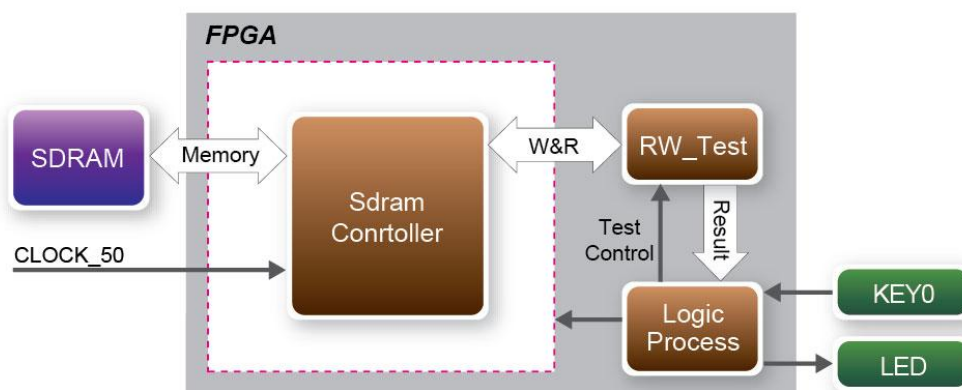 FPGA
SDRAM
Memory
Sdram
Conrtoller
W&R
RW_Test
Test
Control
Result
CLOCK_50
Logic
Process
KEY0
LED